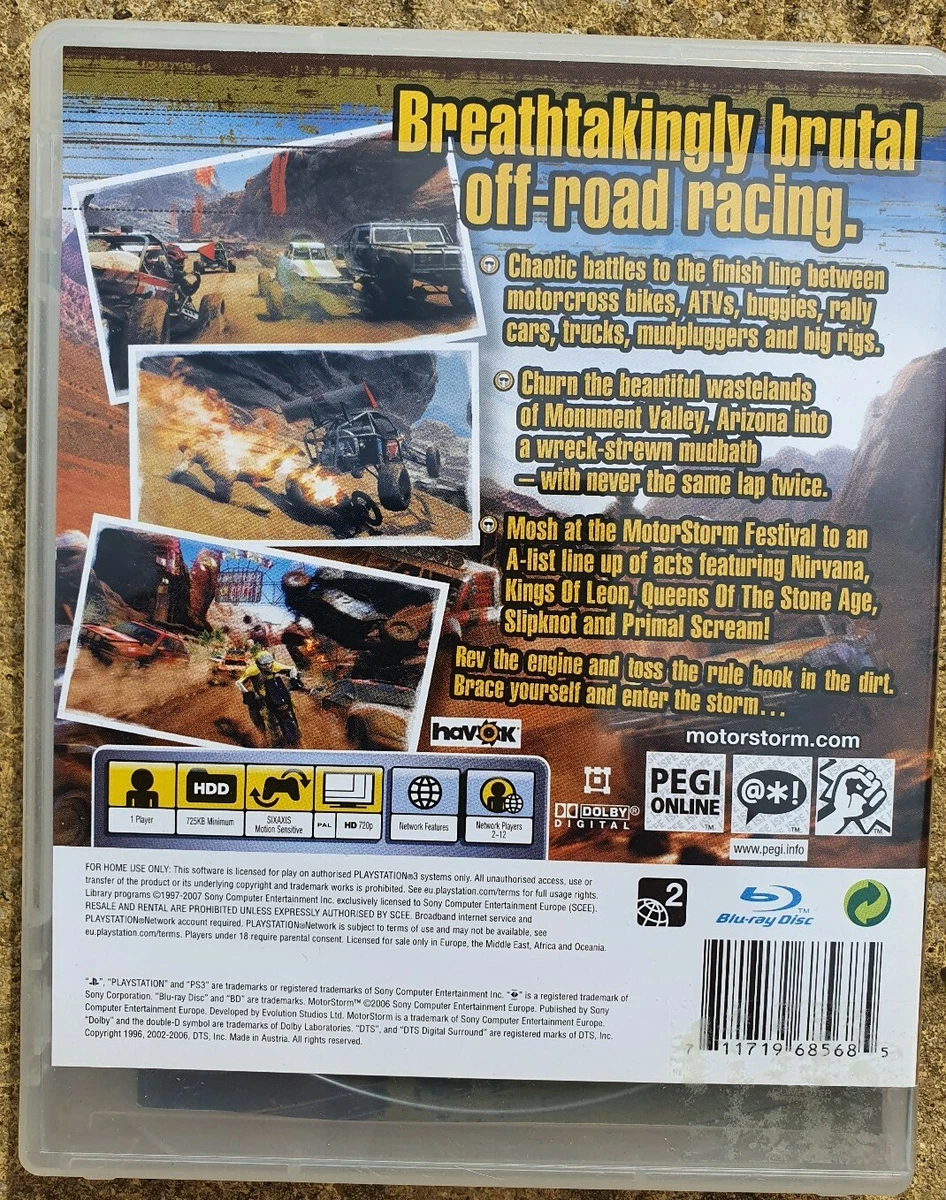 Breathtakingly brutal
off-road racing.
Chaotic battles to the finish line between
motorcross bikes, ATVs, buggies, rally
cars, trucks, mudpluggers and big rigs.
Churn the beautiful wastelands
of Monument Valley, Arizona into
a wreck-strewn mudbath
– with never the same lap twice.
Mosh at the MotorStorm Festival to an
A-list line up of acts featuring Nirvana,
Kings Of Leon, Queens Of The Stone Age,
Slipknot and Primal Scream!
Rev the engine and toss the rule book in the dirt.
Brace yourself and enter the storm...
havok
motorstorm.com
HDD
1 Player
725KB Minimum
SIXAXIS
Motion Sensitive
PAL HD 720p
Network Features
Network Players
2-12
DOLBY®
DIGITAL
PEGI
ONLINE
™
@*!
™
™
www.pegi.info
FOR HOME USE ONLY: This software is licensed for play on authorised PLAYSTATION®3 systems only. All unauthorised access, use or
transfer of the product or its underlying copyright and trademark works is prohibited. See eu.playstation.com/terms for full usage rights.
Library programs ©1997-2007 Sony Computer Entertainment Inc. exclusively licensed to Sony Computer Entertainment Europe (SCEE).
RESALE AND RENTAL ARE PROHIBITED UNLESS EXPRESSLY AUTHORISED BY SCEE. Broadband internet service and
PLAYSTATION®Network account required. PLAYSTATION®Network is subject to terms of use and may not be available, see
eu.playstation.com/terms. Players under 18 require parental consent. Licensed for sale only in Europe, the Middle East, Africa and Oceania.
2
Blu-ray Disc
™
"", "PLAYSTATION" and "PS3" are trademarks or registered trademarks of Sony Computer Entertainment Inc. "" is a registered trademark of
Sony Corporation. "Blu-ray Disc" and "BD" are trademarks. MotorStorm™ ©2006 Sony Computer Entertainment Europe. Published by Sony
Computer Entertainment Europe. Developed by Evolution Studios Ltd. MotorStorm is a trademark of Sony Computer Entertainment Europe.
"Dolby" and the double-D symbol are trademarks of Dolby Laboratories. "DTS", and "DTS Digital Surround" are registered marks of DTS, Inc.
Copyright 1996, 2002-2006, DTS, Inc. Made in Austria. All rights reserved.
7 11719 68568 5